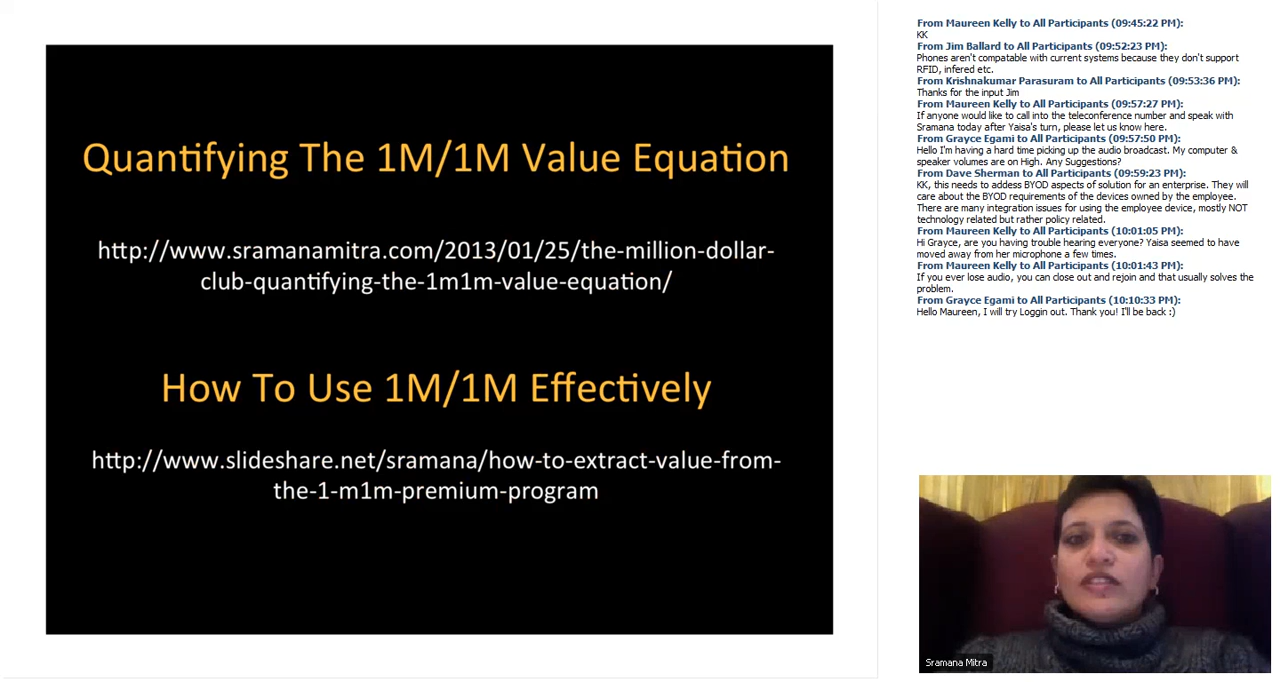 Quantifying The 1M/1M Value Equation
http://www.sramanamitra.com/2013/01/25/the-million-dollar-
club-quantifying-the-1m1m-value-equation/
How To Use 1M/1M Effectively
http://www.slideshare.net/sramana/how-to-extract-value-from-
the-1-m1m-premium-program
From Maureen Kelly to All Participants (09:45:22 PM):
KK
From Jim Ballard to All Participants (09:52:23 PM):
Phones aren't compatable with current systems because they don't support
RFID, infered etc.
From Krishnakumar Parasuram to All Participants (09:53:36 PM):
Thanks for the input Jim
From Maureen Kelly to All Participants (09:57:27 PM):
If anyone would like to call into the teleconference number and speak with
Sramana today after Yaisa's turn, please let us know here.
From Grayce Egami to All Participants (09:57:50 PM):
Hello I'm having a hard time picking up the audio broadcast. My computer &
speaker volumes are on High. Any Suggestions?
From Dave Sherman to All Participants (09:59:23 PM):
KK, this needs to addess BYOD aspects of solution for an enterprise. They will
care about the BYOD requirements of the devices owned by the employee.
There are many integration issues for using the employee device, mostly NOT
technology related but rather policy related.
From Maureen Kelly to All Participants (10:01:05 PM):
Hi Grayce, are you having trouble hearing everyone? Yaisa seemed to have
moved away from her microphone a few times.
From Maureen Kelly to All Participants (10:01:43 PM):
If you ever lose audio, you can close out and rejoin and that usually solves the
problem.
From Grayce Egami to All Participants (10:10:33 PM):
Hello Maureen, I will try Loggin out. Thank you! I'll be back :)
Sramana Mitra